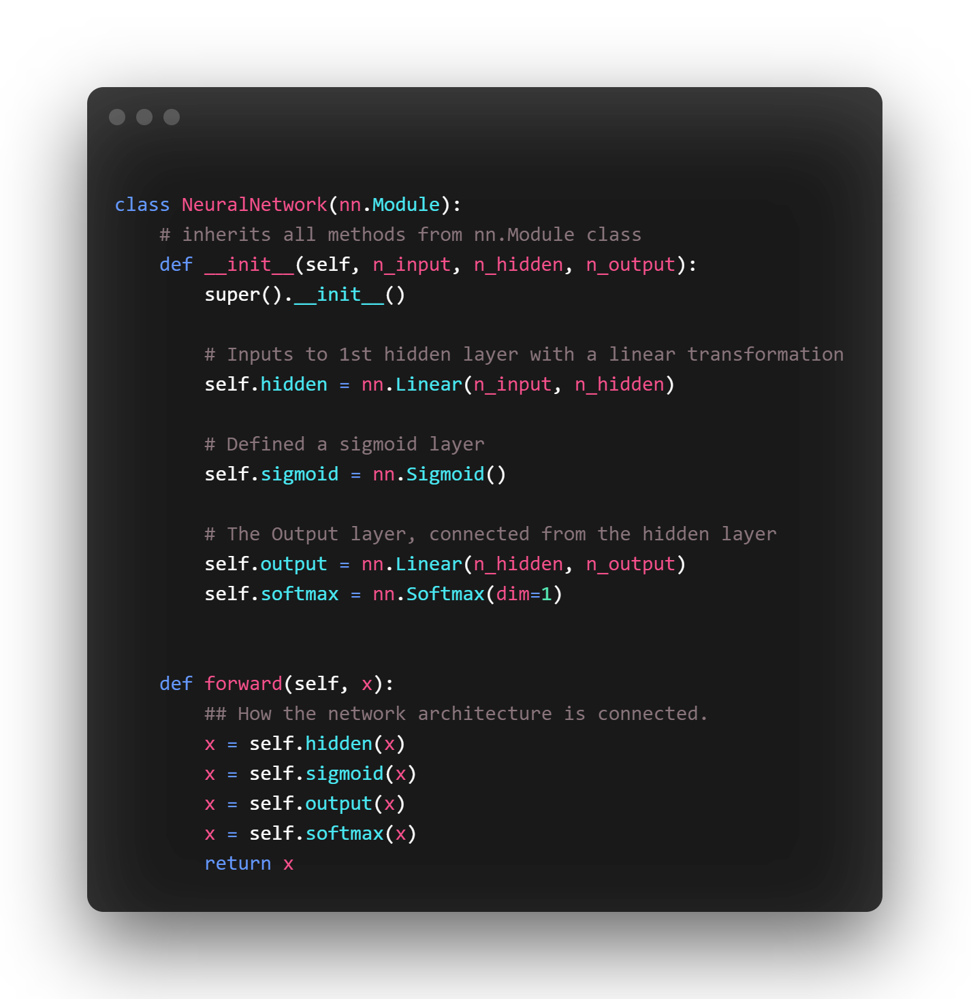 class NeuralNetwork(nn.Module):
    # inherits all methods from nn.Module class
    def __init__(self, n_input, n_hidden, n_output):
        super().__init__()

        # Inputs to 1st hidden layer with a linear transformation
        self.hidden = nn.Linear(n_input, n_hidden)

        # Defined a sigmoid layer
        self.sigmoid = nn.Sigmoid()

        # The Output layer, connected from the hidden layer
        self.output = nn.Linear(n_hidden, n_output)
        self.softmax = nn.Softmax(dim=1)


    def forward(self, x):
        ## How the network architecture is connected.
        x = self.hidden(x)
        x = self.sigmoid(x)
        x = self.output(x)
        x = self.softmax(x)
        return x